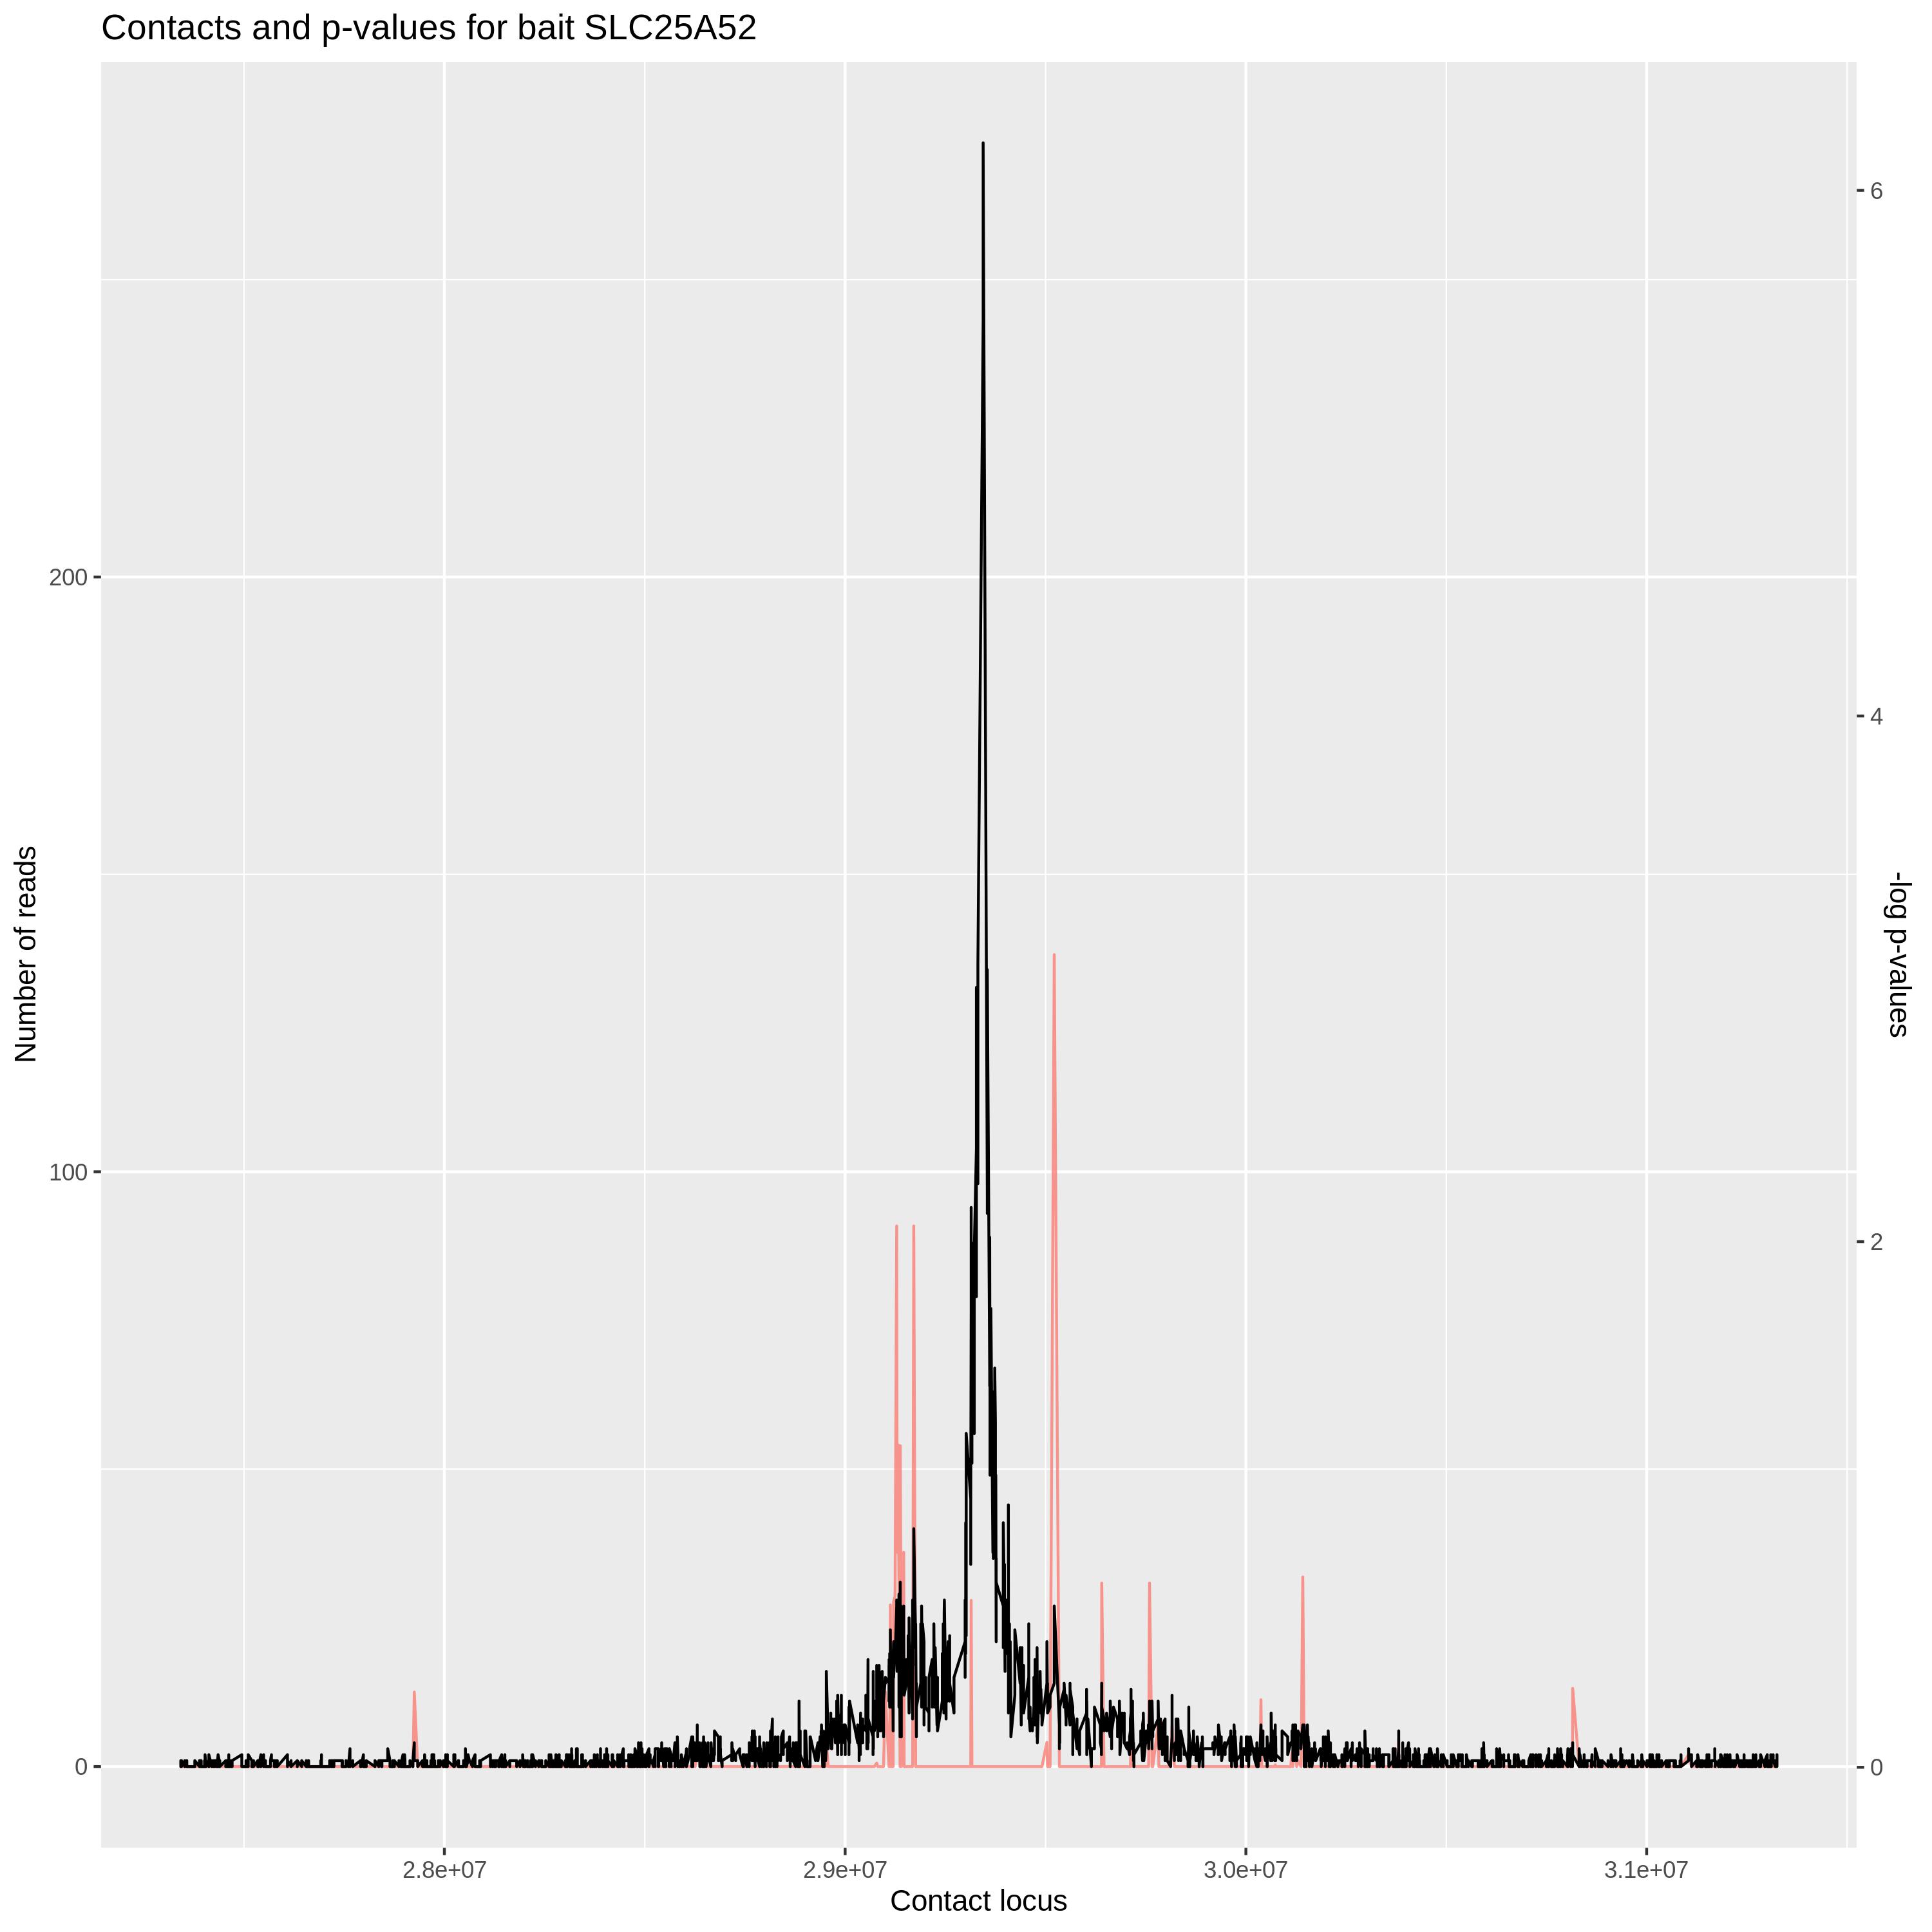 Contacts and p-values for bait SLC25A52
Number of reads
200
100
0
6
4
2
0
-log p-values
2.8e+07 2.9e+07 3.0e+07 3.1e+07
Contact locus